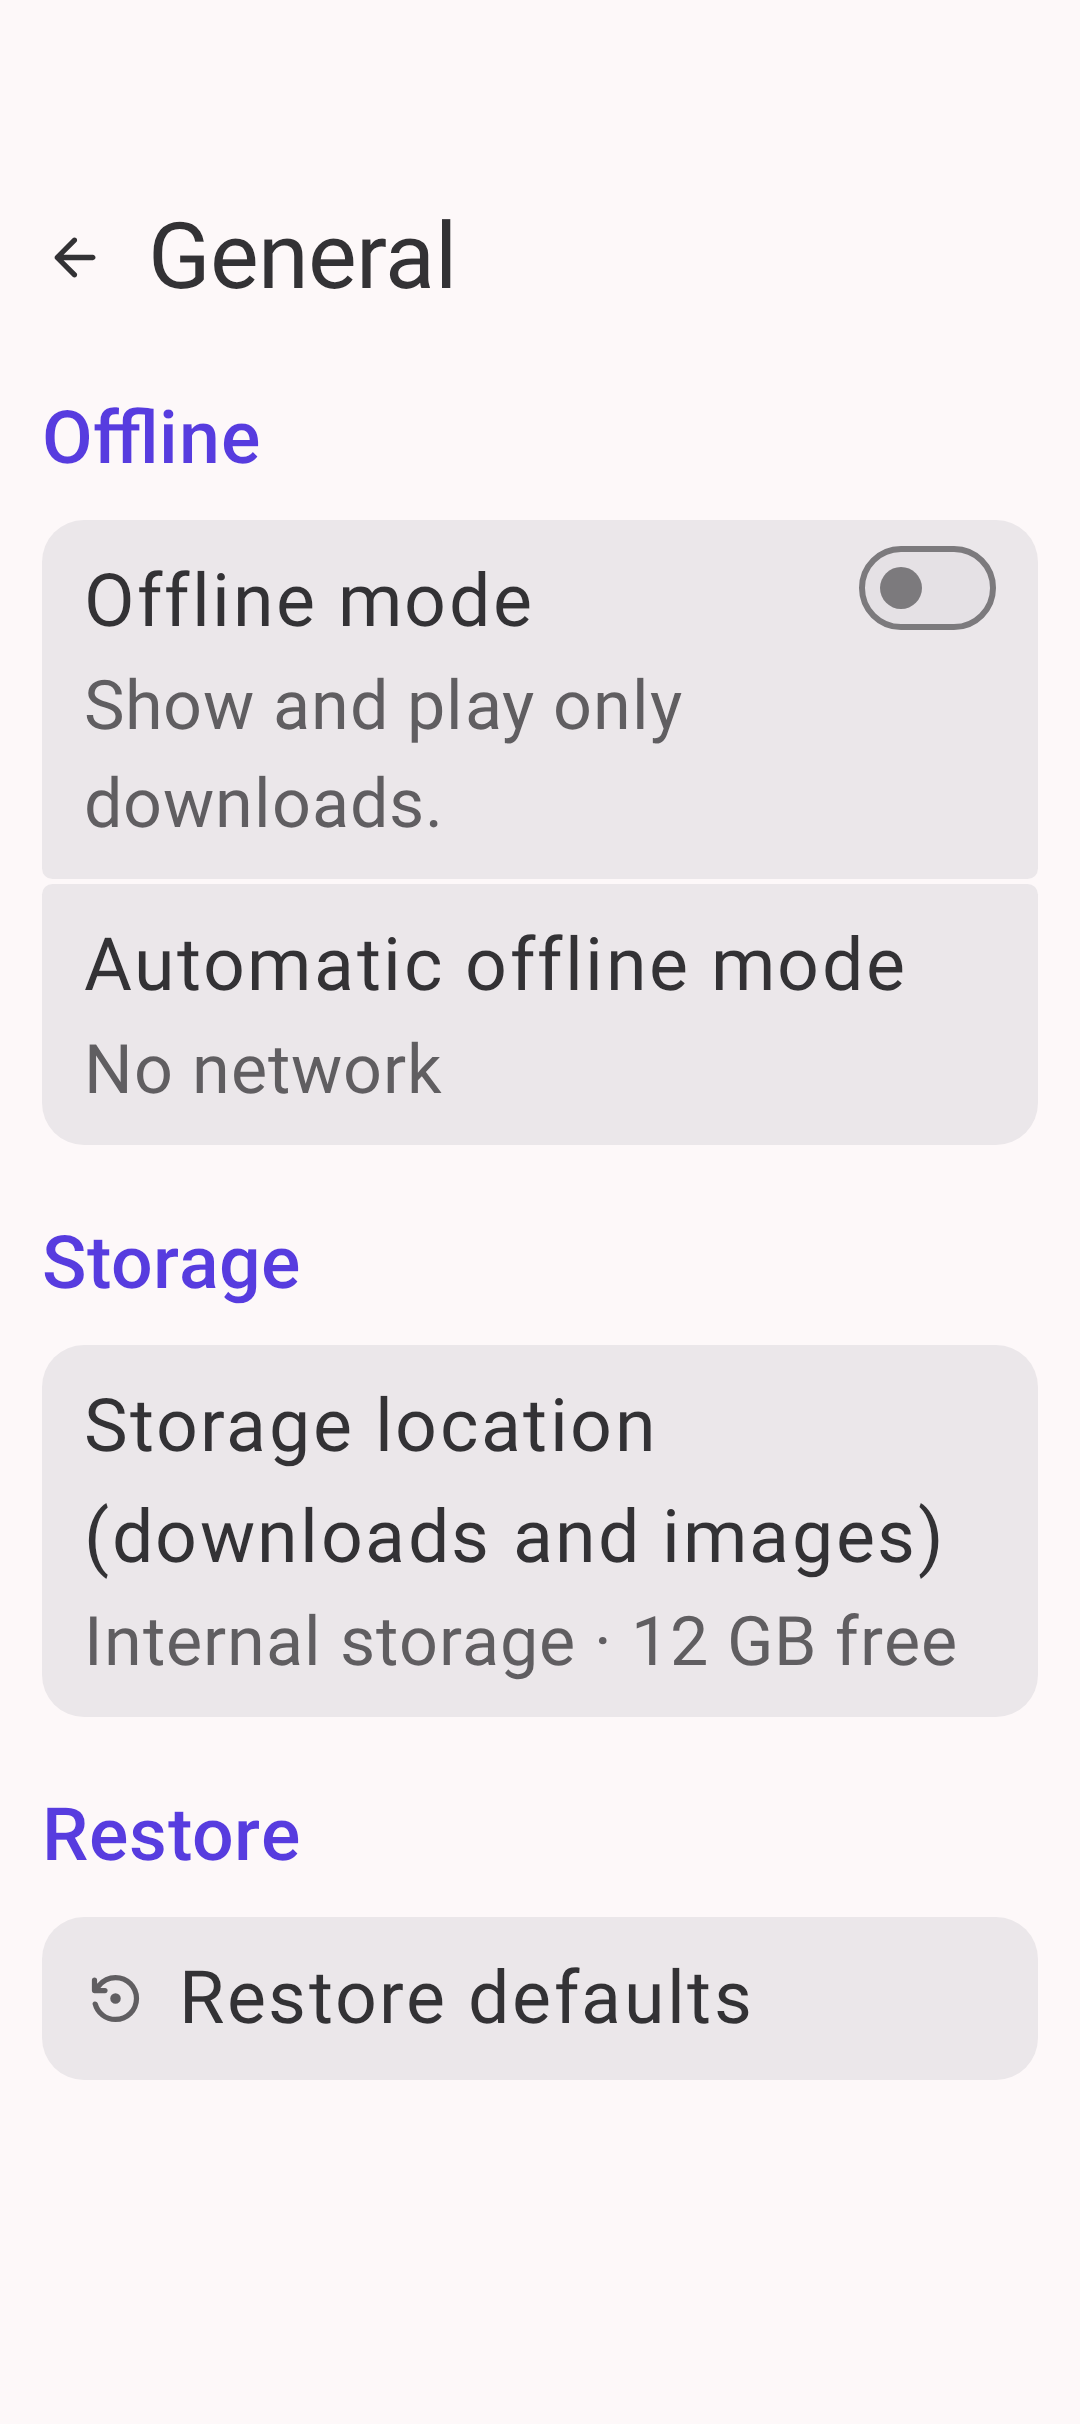 General
Offline
Offline mode
Show and play only
downloads.
Automatic offline mode
No network
Storage
Storage location
(downloads and images)
Internal storage · 12 GB free
Restore
Restore defaults